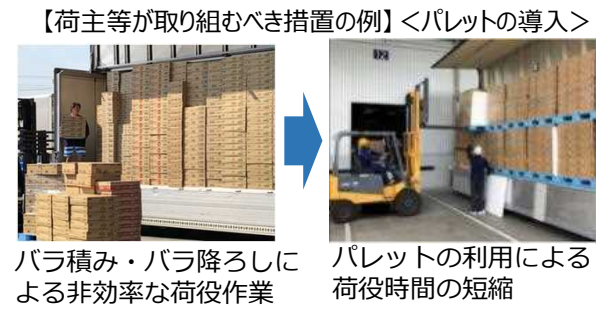 【荷主等が取り組むべき措置の例】<パレットの導入>
12
バラ積み・バラ降ろしに
よる非効率な荷役作業
パレットの利用による
荷役時間の短縮